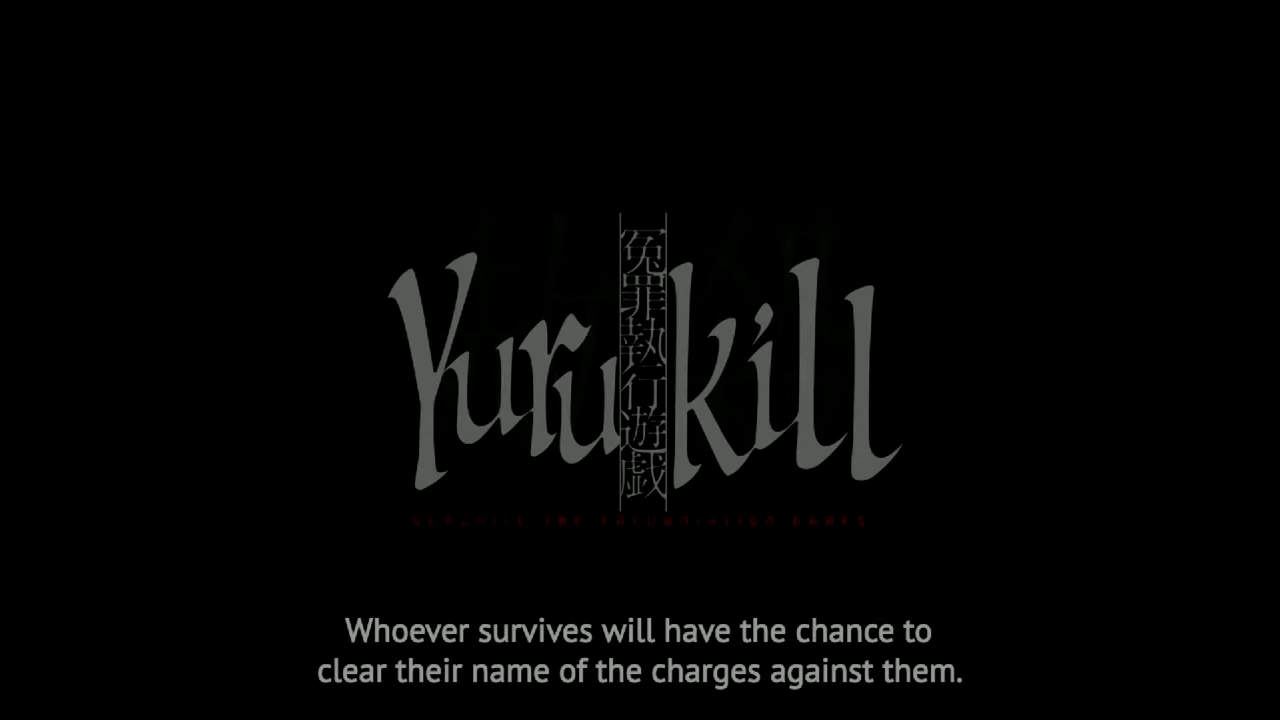 Yurukill
冤罪執行遊戯
Whoever survives will have the chance to
clear their name of the charges against them.